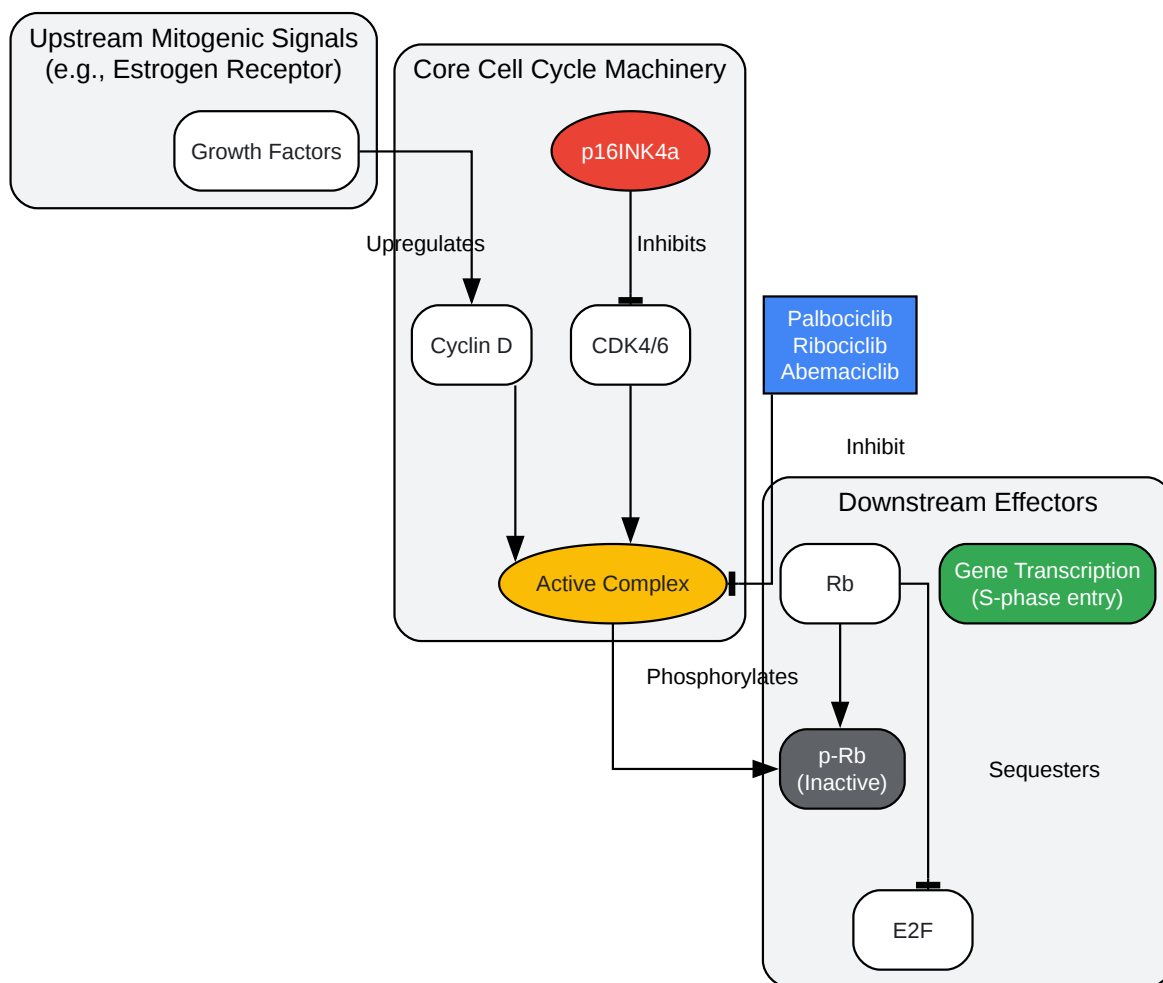 Upstream Mitogenic Signals
(e.g., Estrogen Receptor)
Growth Factors
Core Cell Cycle Machinery
p16INK4a
Upregulates
Inhibits
Cyclin D
CDK4/6
Palbociclib
Ribociclib
Abemaciclib
Inhibit
Active Complex
Downstream Effectors
Rb
Gene Transcription
(S-phase entry)
Phosphorylates
p-Rb
(Inactive)
Sequesters
E2F